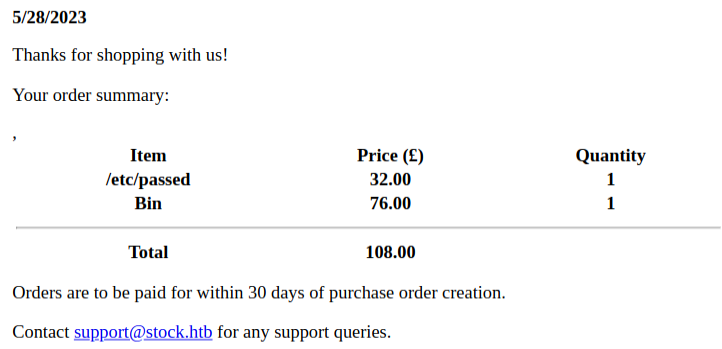 5/28/2023
Thanks for shopping with us!
Your order summary:
,
Item Price (£) Quantity
/etc/passed 32.00 1
Bin 76.00 1
Total 108.00
Orders are to be paid for within 30 days of purchase order creation.
Contact support@stock.htb for any support queries.